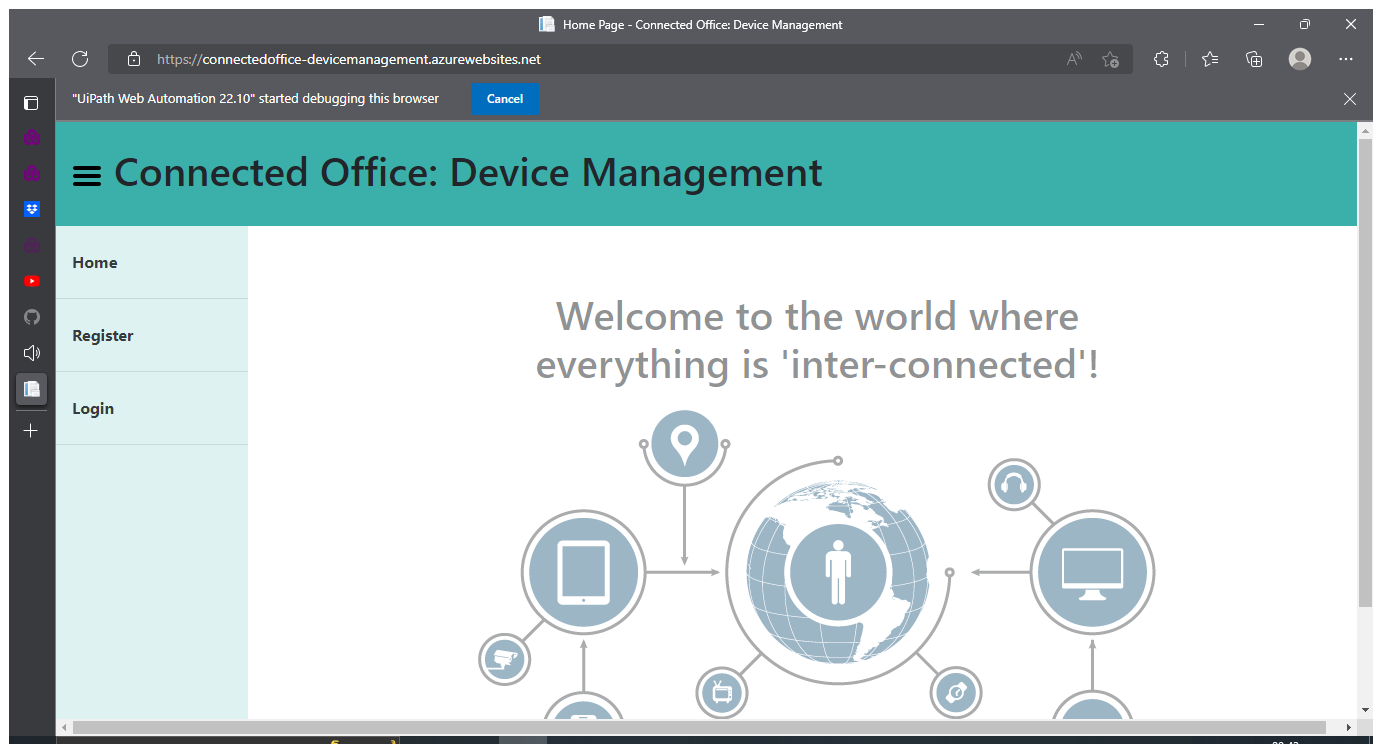 Home Page - Connected Office: Device Management
https://connectedoffice-devicemanagement.azurewebsites.net
"UiPath Web Automation 22.10" started debugging this browser
Cancel
Connected Office: Device Management
Home
Register
Login
Welcome to the world where
everything is 'inter-connected'!